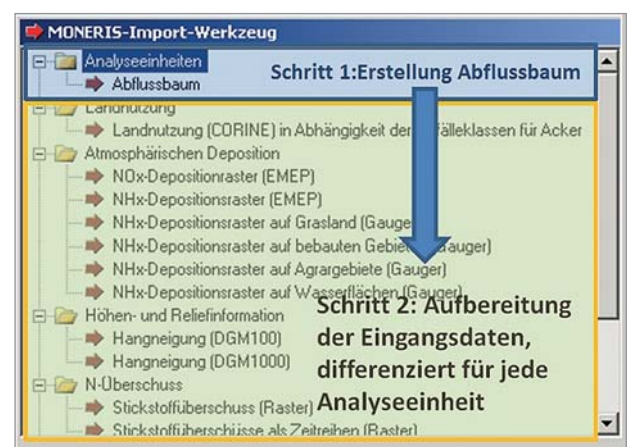 MONERIS-Import-Werkzeug
Analyseeinheiten
Abflussbaum
Schritt 1:Erstellung Abflussbaum
Landnutzung
Landnutzung (CORINE) in Abhängigkeit der fälleklassen für Acker
Atmosphärischen Deposition
NOx-Depositionraster (EMEP)
NHx-Depositionsraster (EMEP)
NHx-Depositionsraster auf Grasland (Gauge
NHx-Depositionsraster auf bebauten Gebiet auger)
NHx-Depositionsraster auf Agrargebiete (Gauger)
NHx-Depositionsraster auf Wasserflächen (Gauger)
Schritt 2: Aufbereitung
der Eingangsdaten,
differenziert für jede
Analyseeinheit
Höhen- und Reliefinformation
Hangneigung (DGM100)
Hangneigung (DGM1000)
N-Überschuss
Stickstoffüberschuss (Raster)
Stickstoffüberschüsse als Zeitreihen (Raster)